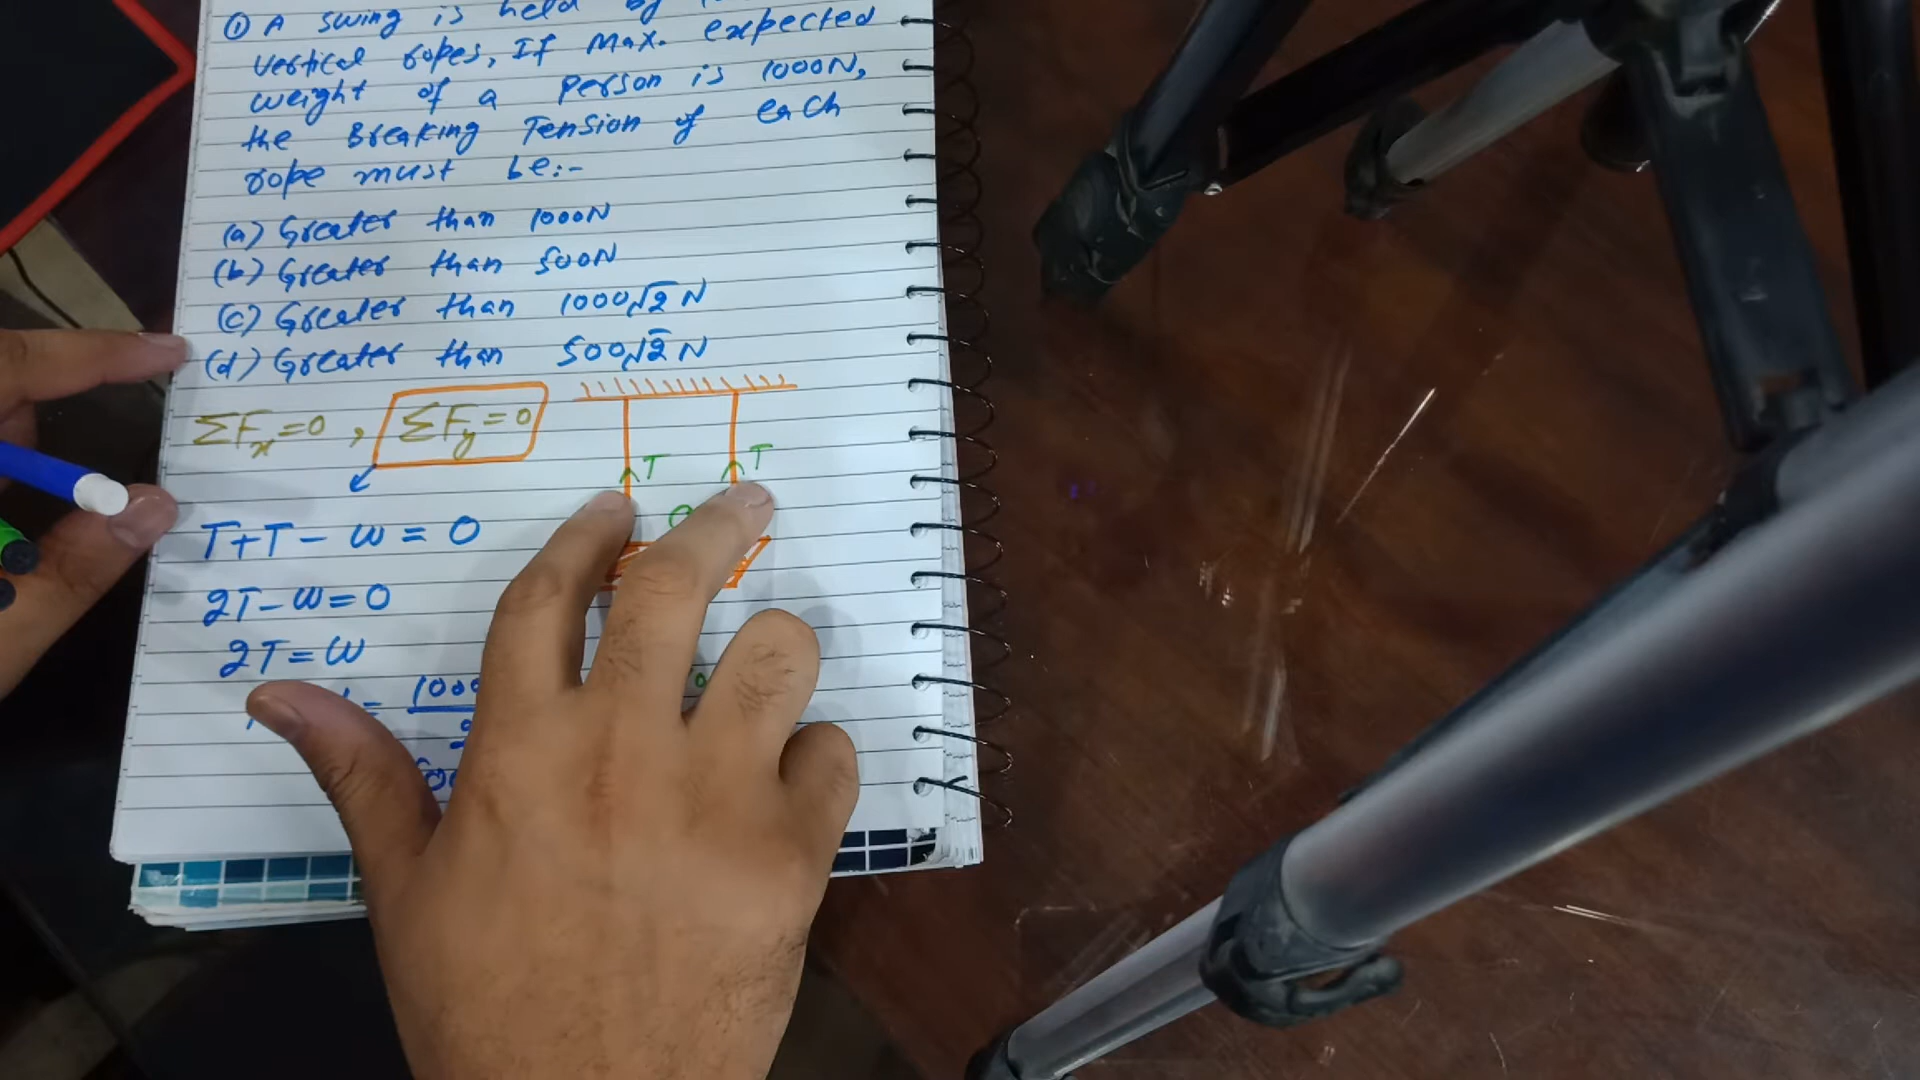 ① A swing is held by
vertical ropes, If Max. expected
weight of a person is 1000N,
the Breaking Tension of each
rope must be:-
(a) Greater than 1000N
(b) Greater than 500N
(c) Greater than 1000√2 N
(d) Greater than 500√2 N
ΣFx=0 , ΣFy=0
T T
T+T- w = 0
2T-w=0
2T=w
= 1000